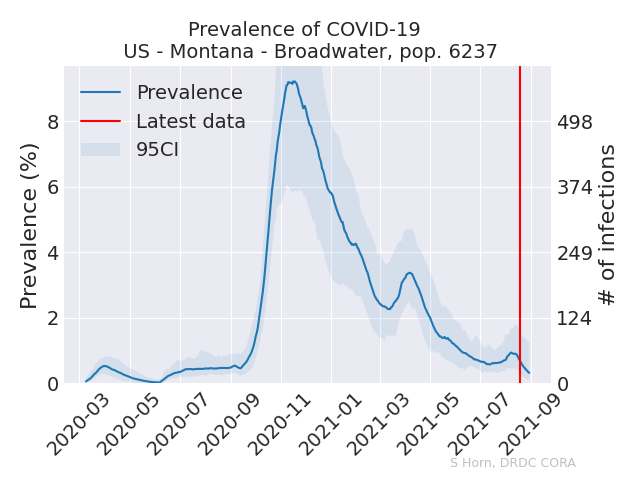 Prevalence of COVID-19
US - Montana - Broadwater, pop. 6237
Prevalence
Latest data
95CI
Prevalence (%)
8
6
4
2
0
498
374
249
124
0
# of infections
2020-03
2020-05
2020-07
2020-09
2020-11
2021-01
2021-03
2021-05
2021-07
2021-09
S Horn, DRDC CORA